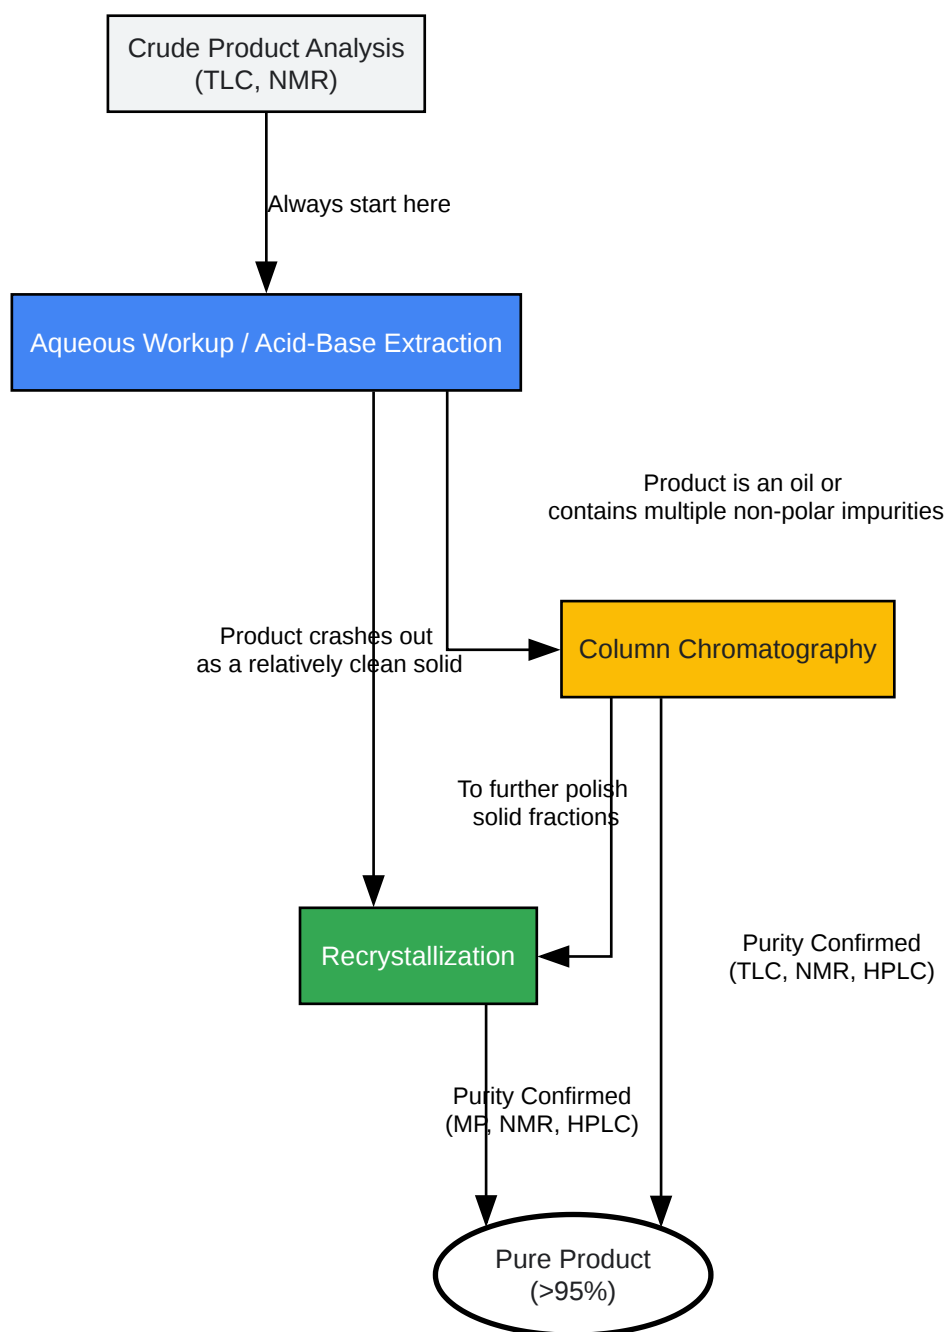 Crude Product Analysis
(TLC, NMR)
Always start here
Aqueous Workup / Acid-Base Extraction
Product is an oil or
contains multiple non-polar impurities
Product crashes out
as a relatively clean solid
Column Chromatography
To further polish
solid fractions
Recrystallization
Purity Confirmed
(TLC, NMR, HPLC)
Purity Confirmed
(MP, NMR, HPLC)
Pure Product
(>95%)